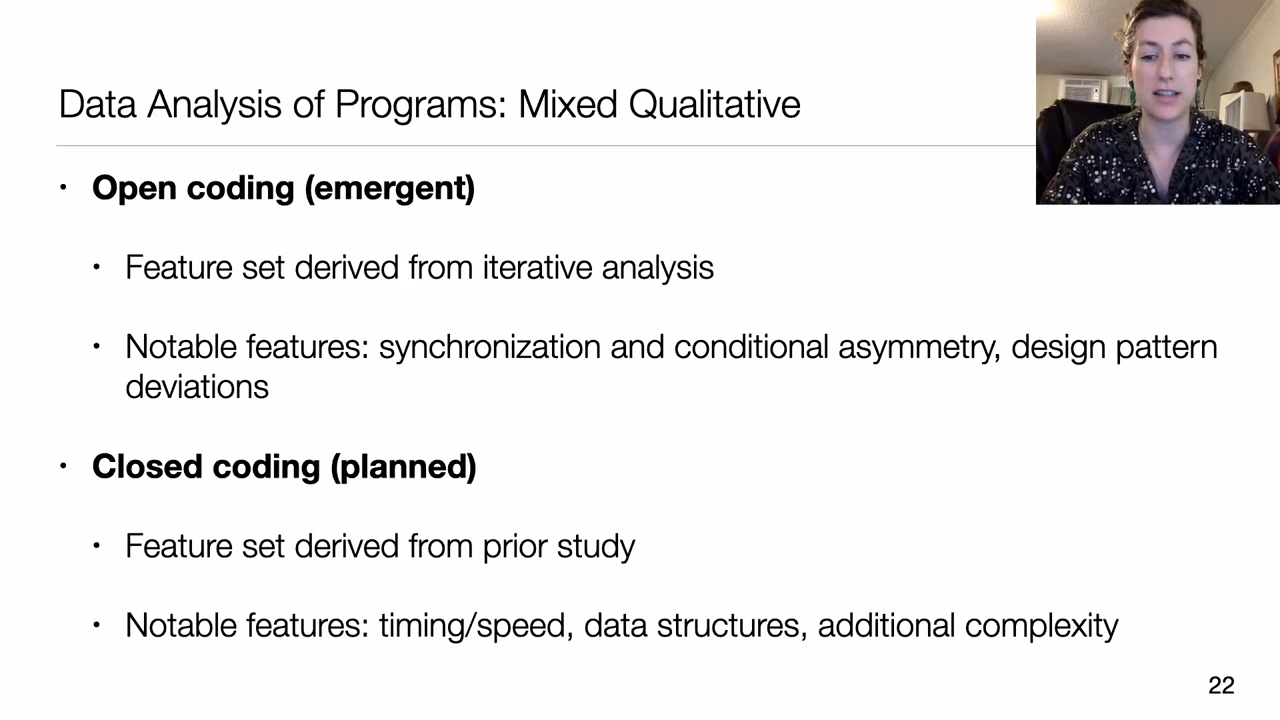 Data Analysis of Programs: Mixed Qualitative
• Open coding (emergent)
• Feature set derived from iterative analysis
• Notable features: synchronization and conditional asymmetry, design pattern
deviations
• Closed coding (planned)
• Feature set derived from prior study
• Notable features: timing/speed, data structures, additional complexity
22